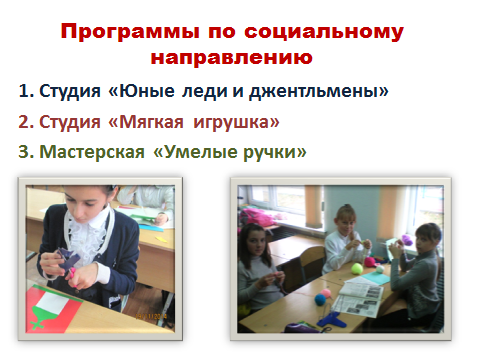 Программы по социальному
направлению
1. Студия «Юные леди и джентльмены»
2. Студия «Мягкая игрушка»
3. Мастерская «Умелые ручки»